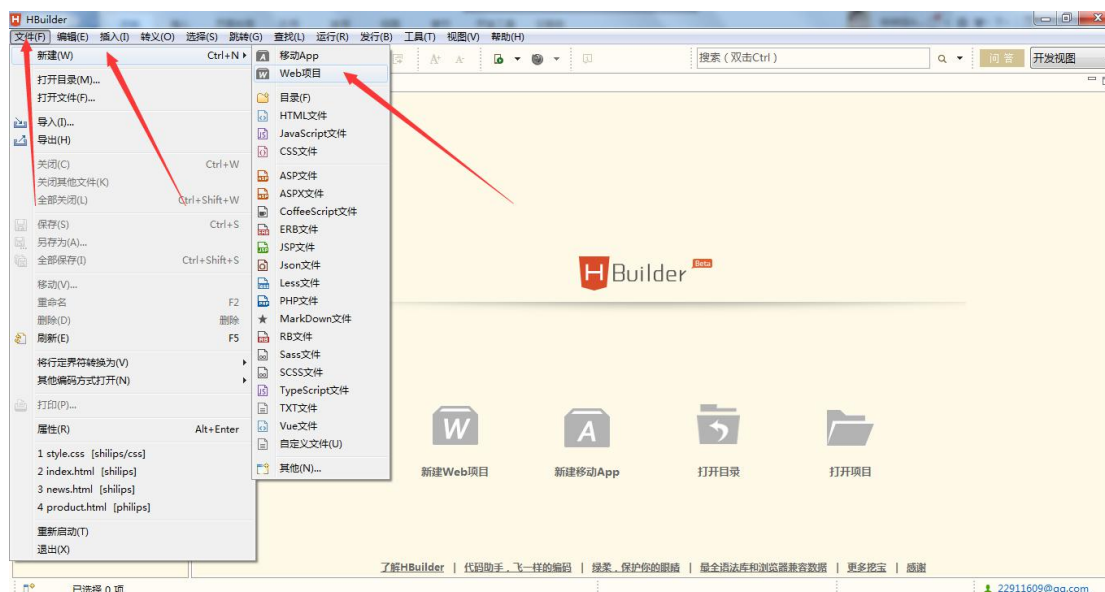 HBuilder
文件(F) 编辑(E) 插入(I) 转义(O) 选择(S) 跳转(G) 查找(L) 运行(R) 发行(B) 工具(T) 视图(V) 帮助(H)
搜索（双击Ctrl）
问答
开发视图
新建(W) Ctrl+N
打开目录(M)...
打开文件(F)...
导入(I)...
导出(H)
关闭(C) Ctrl+W
关闭其他文件(K)
全部关闭(L) Ctrl+Shift+W
保存(S) Ctrl+S
另存为(A)...
全部保存(I) Ctrl+Shift+S
移动(V)...
重命名 F2
删除(D) 删除
刷新(E) F5
将行定界符转换为(V)
其他编码方式打开(N)
打印(P)...
属性(R) Alt+Enter
1 style.css [shilips/css]
2 index.html [shilips]
3 news.html [shilips]
4 product.html [philips]
重新启动(T)
退出(X)
移动App
Web项目
目录(F)
HTML文件
JavaScript文件
CSS文件
ASP文件
ASPX文件
CoffeeScript文件
ERB文件
JSP文件
Json文件
Less文件
PHP文件
MarkDown文件
RB文件
Sass文件
SCSS文件
TypeScript文件
TXT文件
Vue文件
自定义文件(U)
其他(N)...
HBuilder Beta
新建Web项目 新建移动App 打开目录 打开项目
了解HBuilder | 代码助手，飞一样的编码 | 绿柔，保护你的眼睛 | 最全语法库和浏览器兼容数据 | 更多挖宝 | 感谢
已选择 0 项
22911609@qq.com